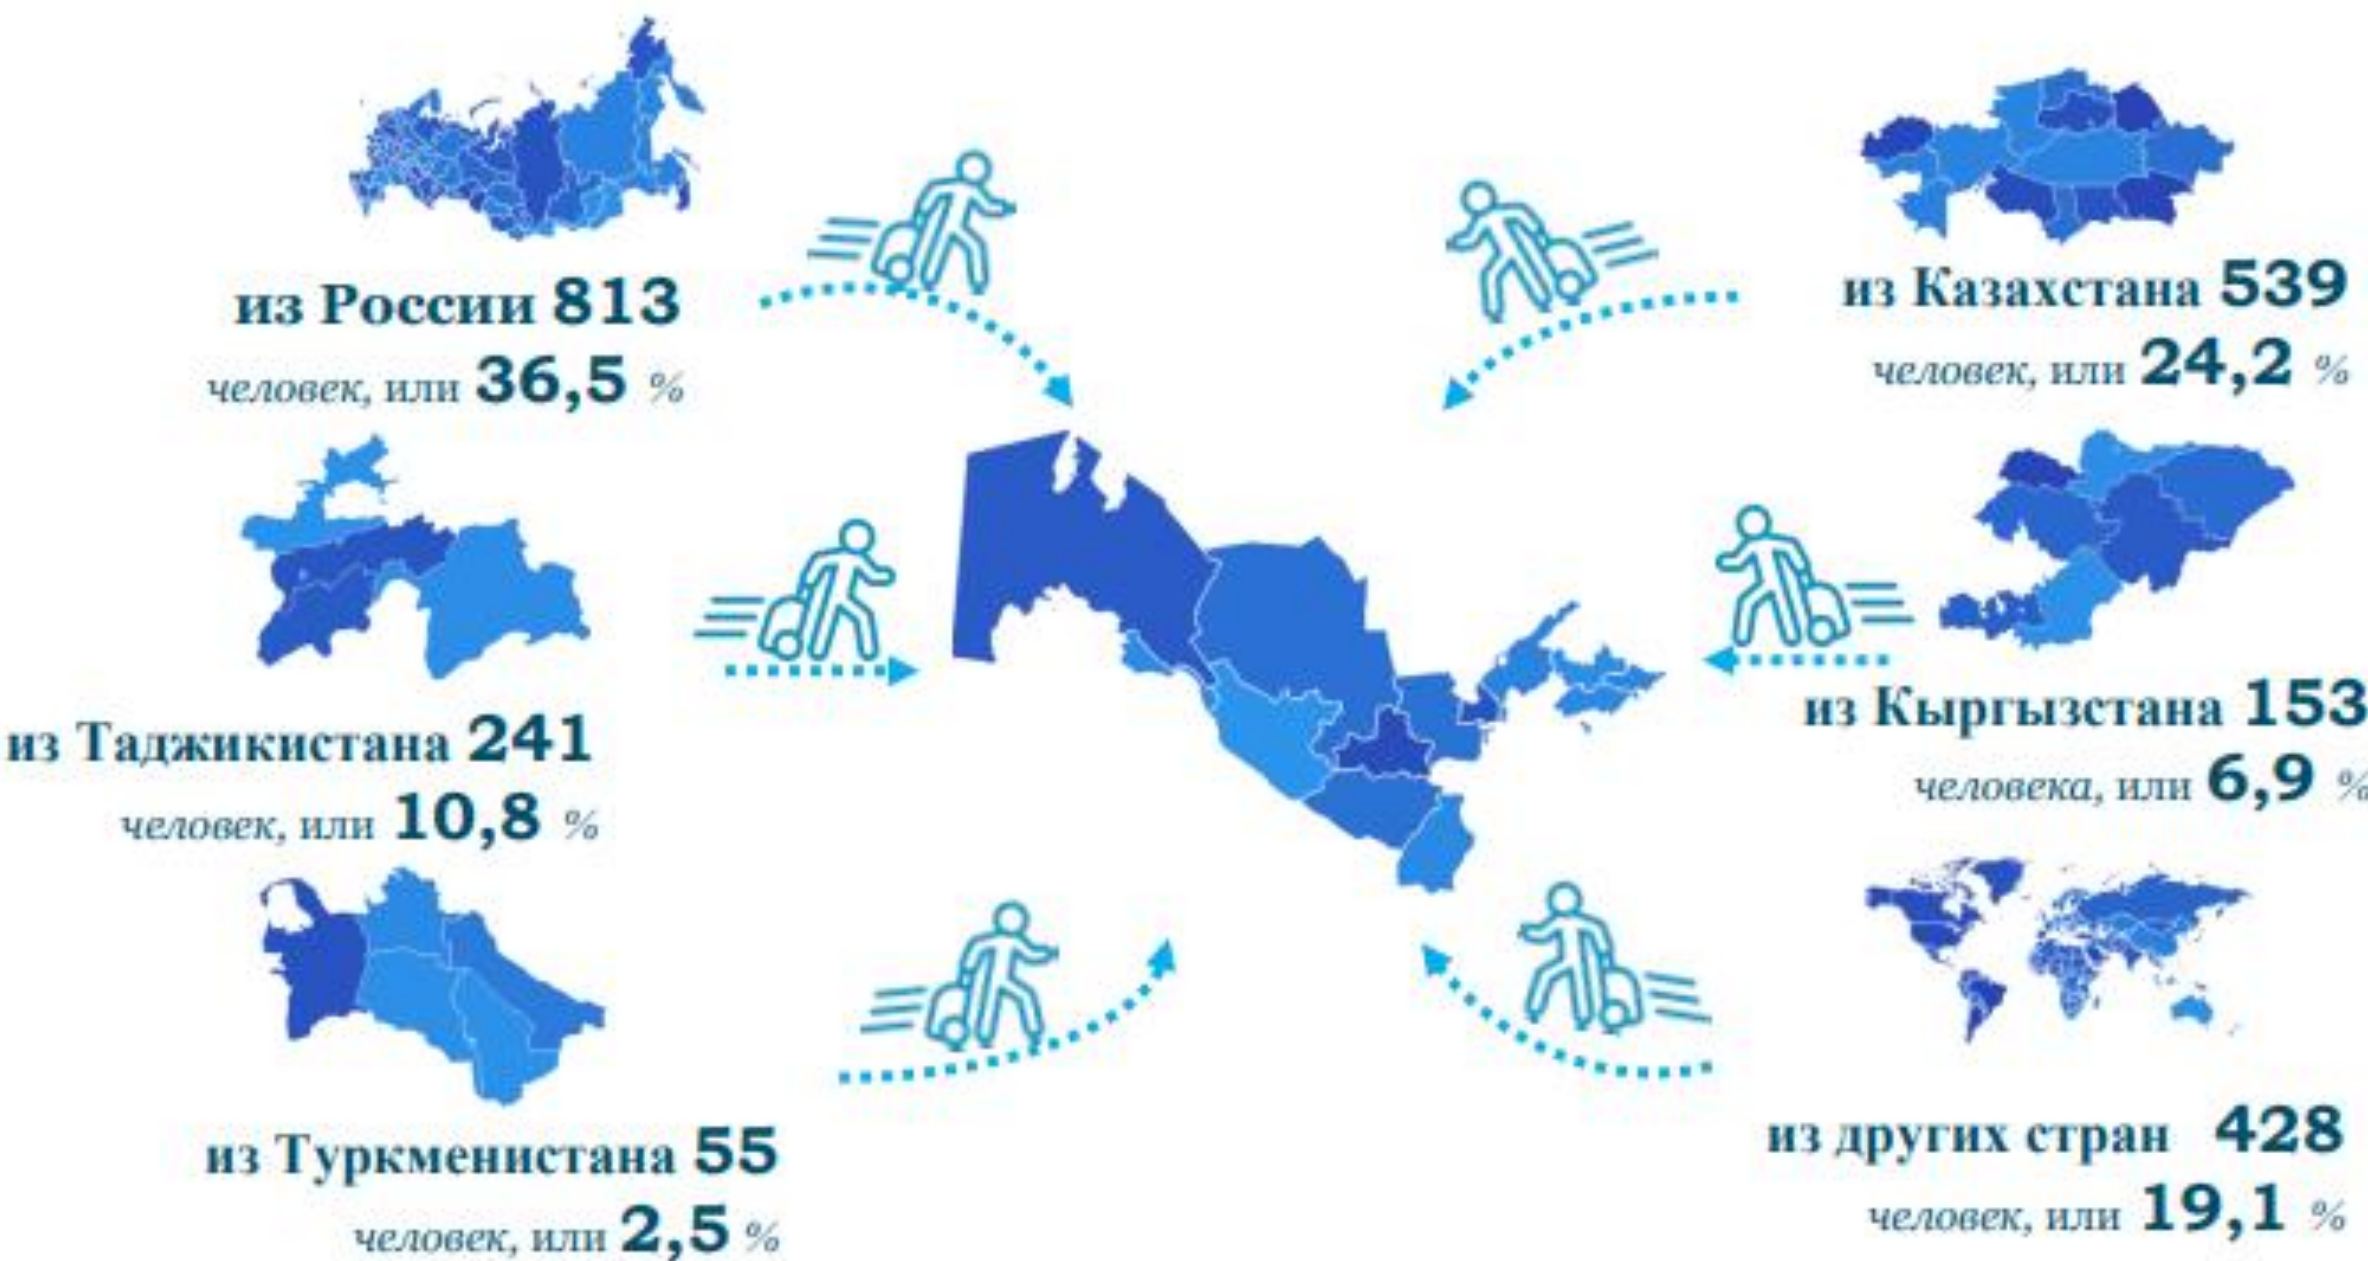 из России 813
человек, или 36,5 %
из Казахстана 539
человек, или 24,2 %
из Таджикистана 241
человек, или 10,8 %
из Кыргызстана 153
человека, или 6,9 %
из Туркменистана 55
человек, или 2,5 %
из других стран 428
человек, или 19,1 %